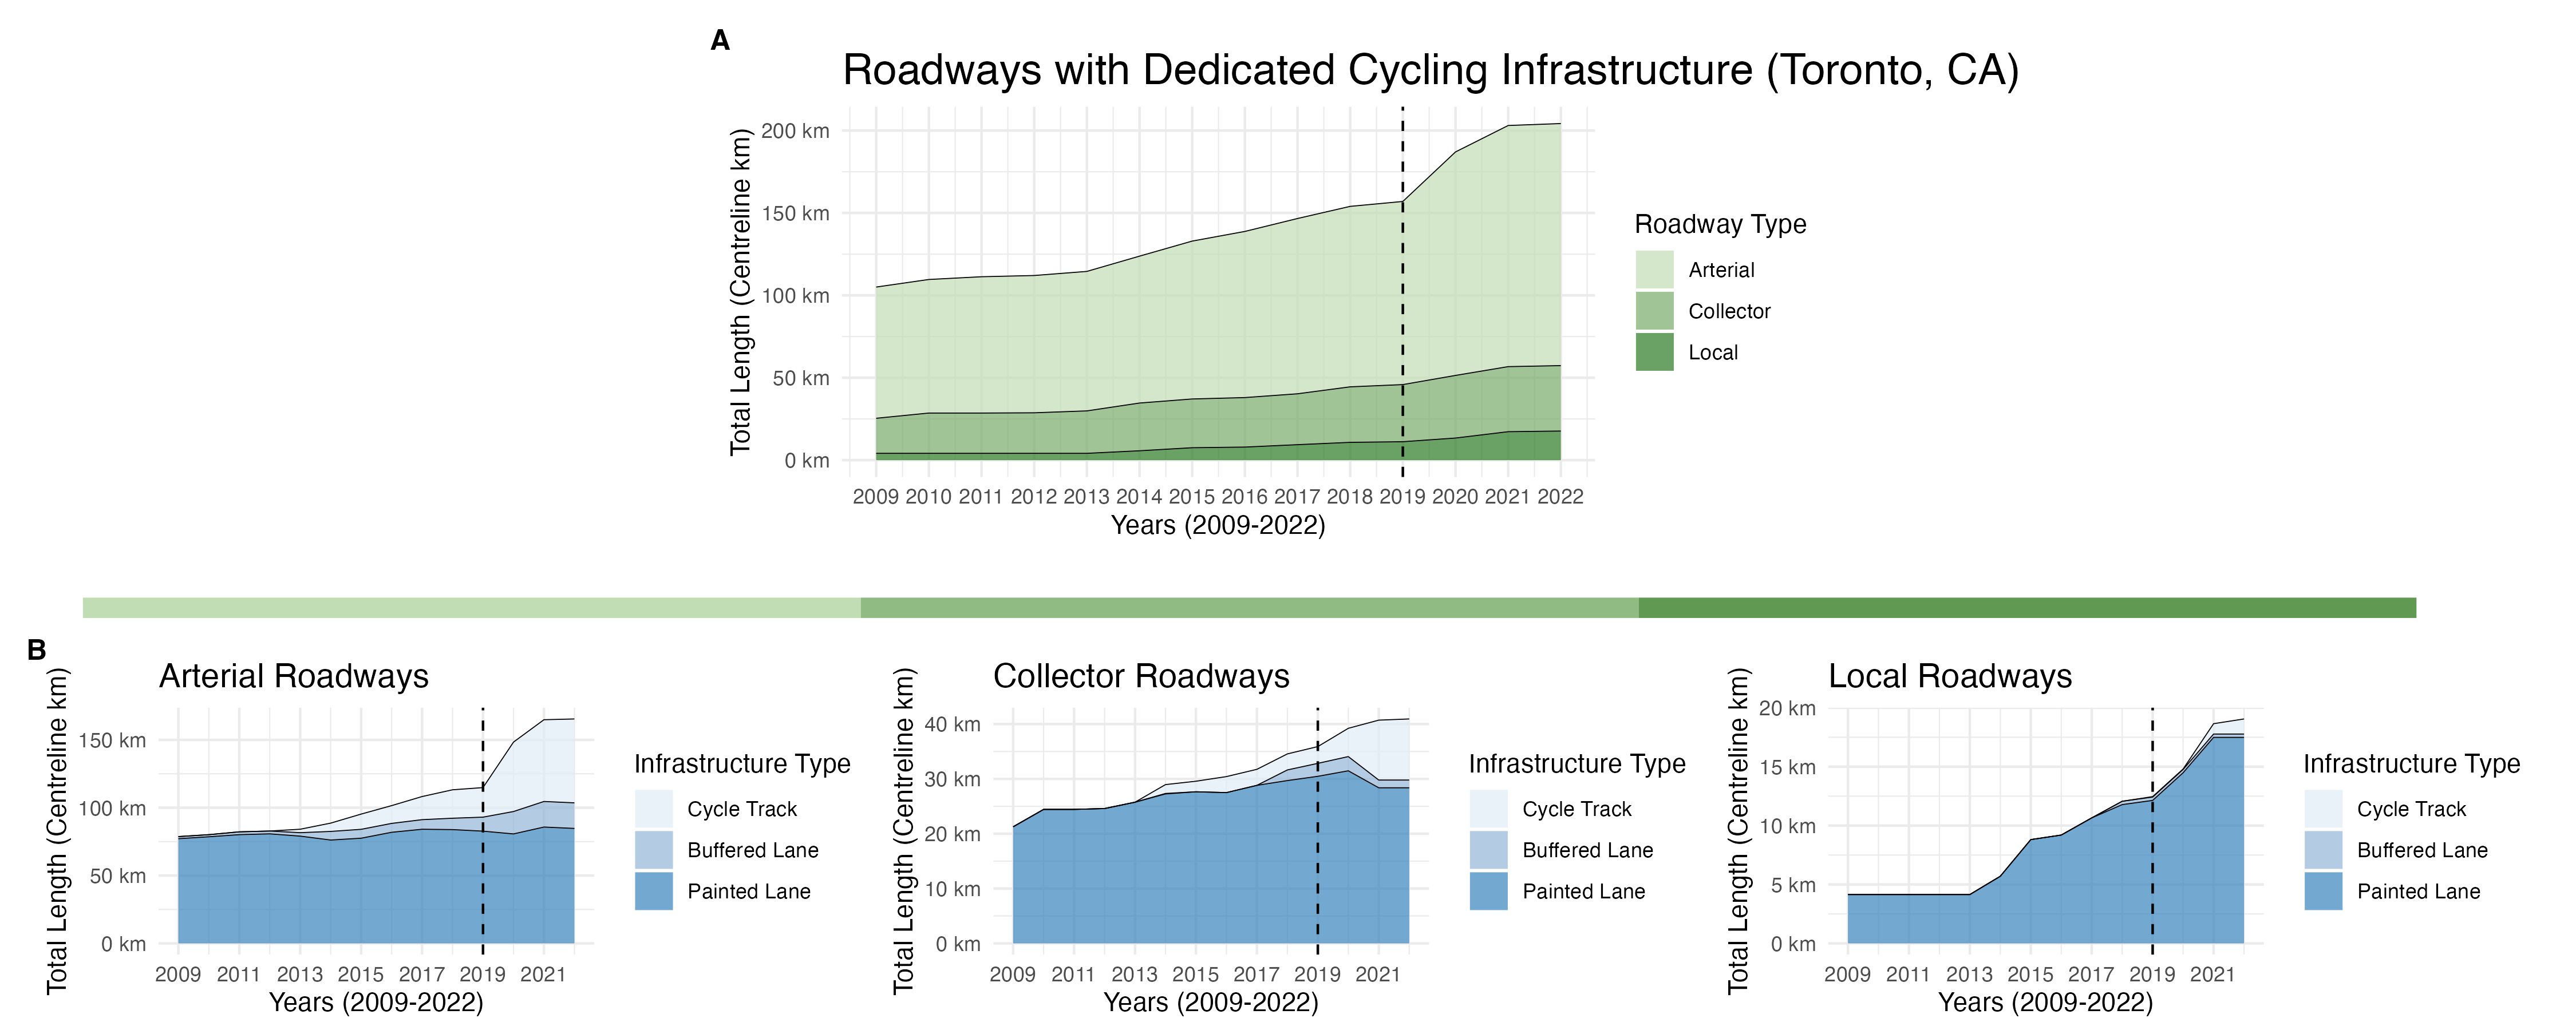 A
Roadways with Dedicated Cycling Infrastructure (Toronto, CA)
Total Length (Centreline km)
200 km
150 km
100 km
50 km
0 km
2009 2010 2011 2012 2013 2014 2015 2016 2017 2018 2019 2020 2021 2022
Years (2009-2022)
Roadway Type
Arterial
Collector
Local
B
Arterial Roadways
Total Length (Centreline km)
150 km
100 km
50 km
0 km
2009 2011 2013 2015 2017 2019 2021
Years (2009-2022)
Infrastructure Type
Cycle Track
Buffered Lane
Painted Lane
Collector Roadways
Total Length (Centreline km)
40 km
30 km
20 km
10 km
0 km
2009 2011 2013 2015 2017 2019 2021
Years (2009-2022)
Infrastructure Type
Cycle Track
Buffered Lane
Painted Lane
Local Roadways
Total Length (Centreline km)
20 km
15 km
10 km
5 km
0 km
2009 2011 2013 2015 2017 2019 2021
Years (2009-2022)
Infrastructure Type
Cycle Track
Buffered Lane
Painted Lane